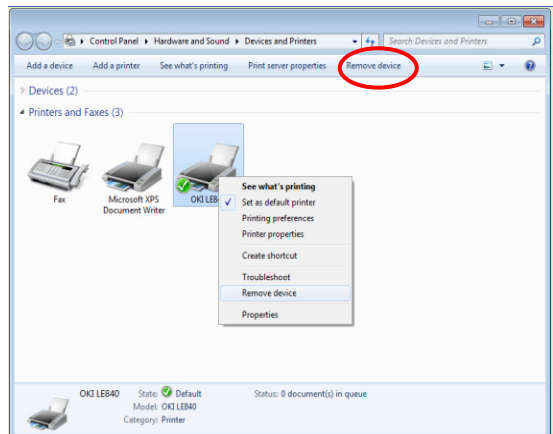 Control Panel Hardware and Sound Devices and Printers Search Devices and Printers
Add a device Add a printer See what's printing Print server properties Remove device
Devices (2)
Printers and Faxes (3)
Fax
Microsoft XPS
Document Writer
OKI LE84
See what's printing
Set as default printer
Printing preferences
Printer properties
Create shortcut
Troubleshoot
Remove device
Properties
OKI LE840 State: Default Status: 0 document(s) in queue
Model: OKI LE840
Category: Printer